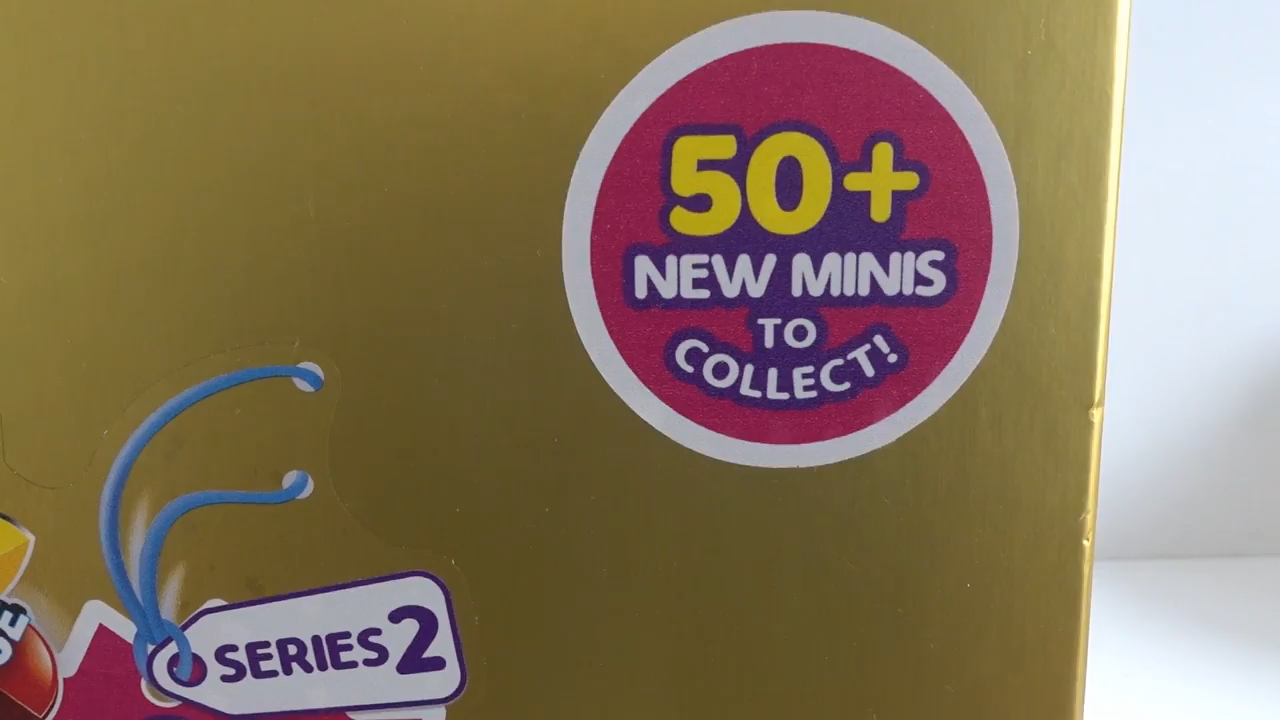 50+
NEW MINIS
TO
COLLECT!
SERIES 2